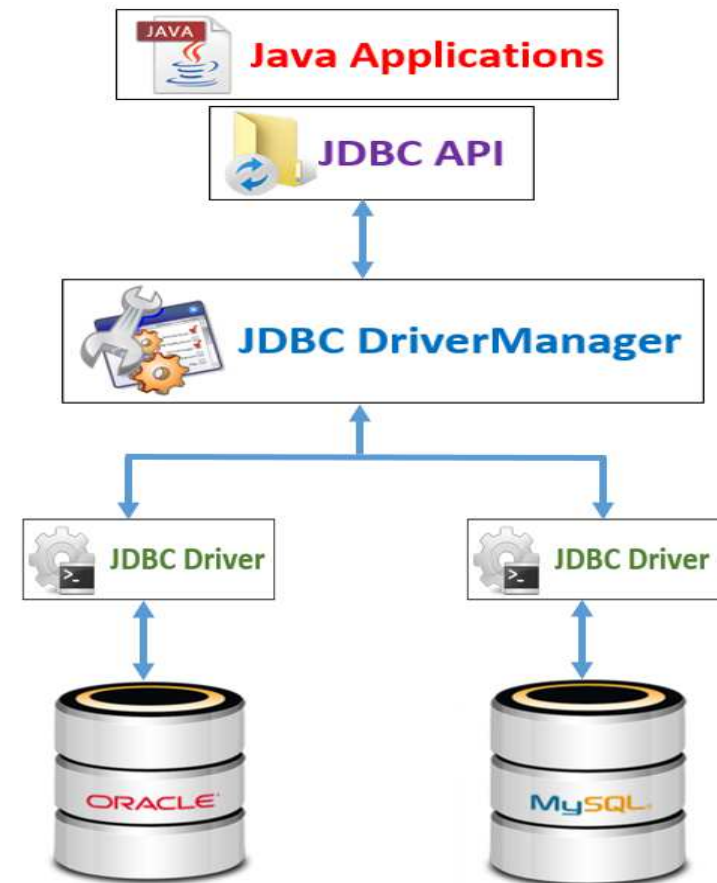 JAVA
Java Applications
JDBC API
JDBC DriverManager
JDBC Driver
JDBC Driver
>_
>_
ORACLE
MySQL